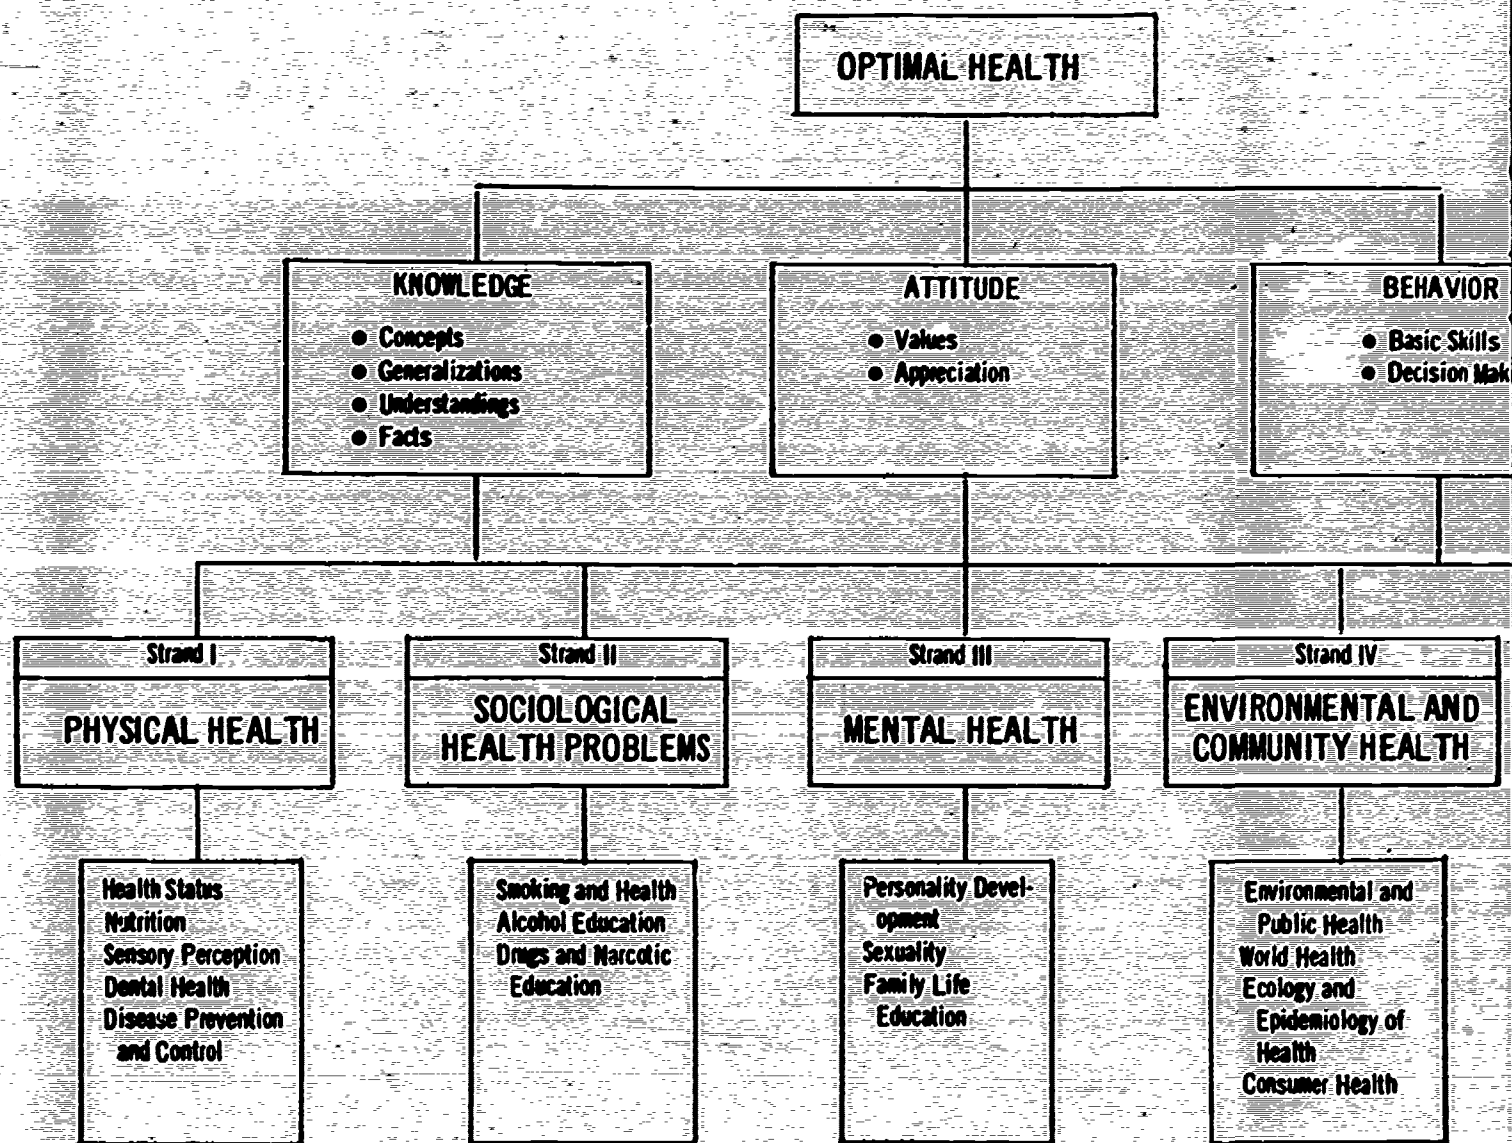 OPTIMAL HEALTH
KNOWLEDGE
● Concepts
● Generalizations
● Understandings
● Facts
ATTITUDE
● Values
● Appreciation
BEHAVIOR
● Basic Skills
● Decision Mak
Strand I
PHYSICAL HEALTH
Strand II
SOCIOLOGICAL
HEALTH PROBLEMS
Strand III
MENTAL HEALTH
Strand IV
ENVIRONMENTAL AND
COMMUNITY HEALTH
Health Status
Nutrition
Sensory Perception
Dental Health
Disease Prevention
and Control
Smoking and Health
Alcohol Education
Drugs and Narcotic
Education
Personality Devel-
opment
Sexuality
Family Life
Education
Environmental and
Public Health
World Health
Ecology and
Epidemiology of
Health
Consumer Health